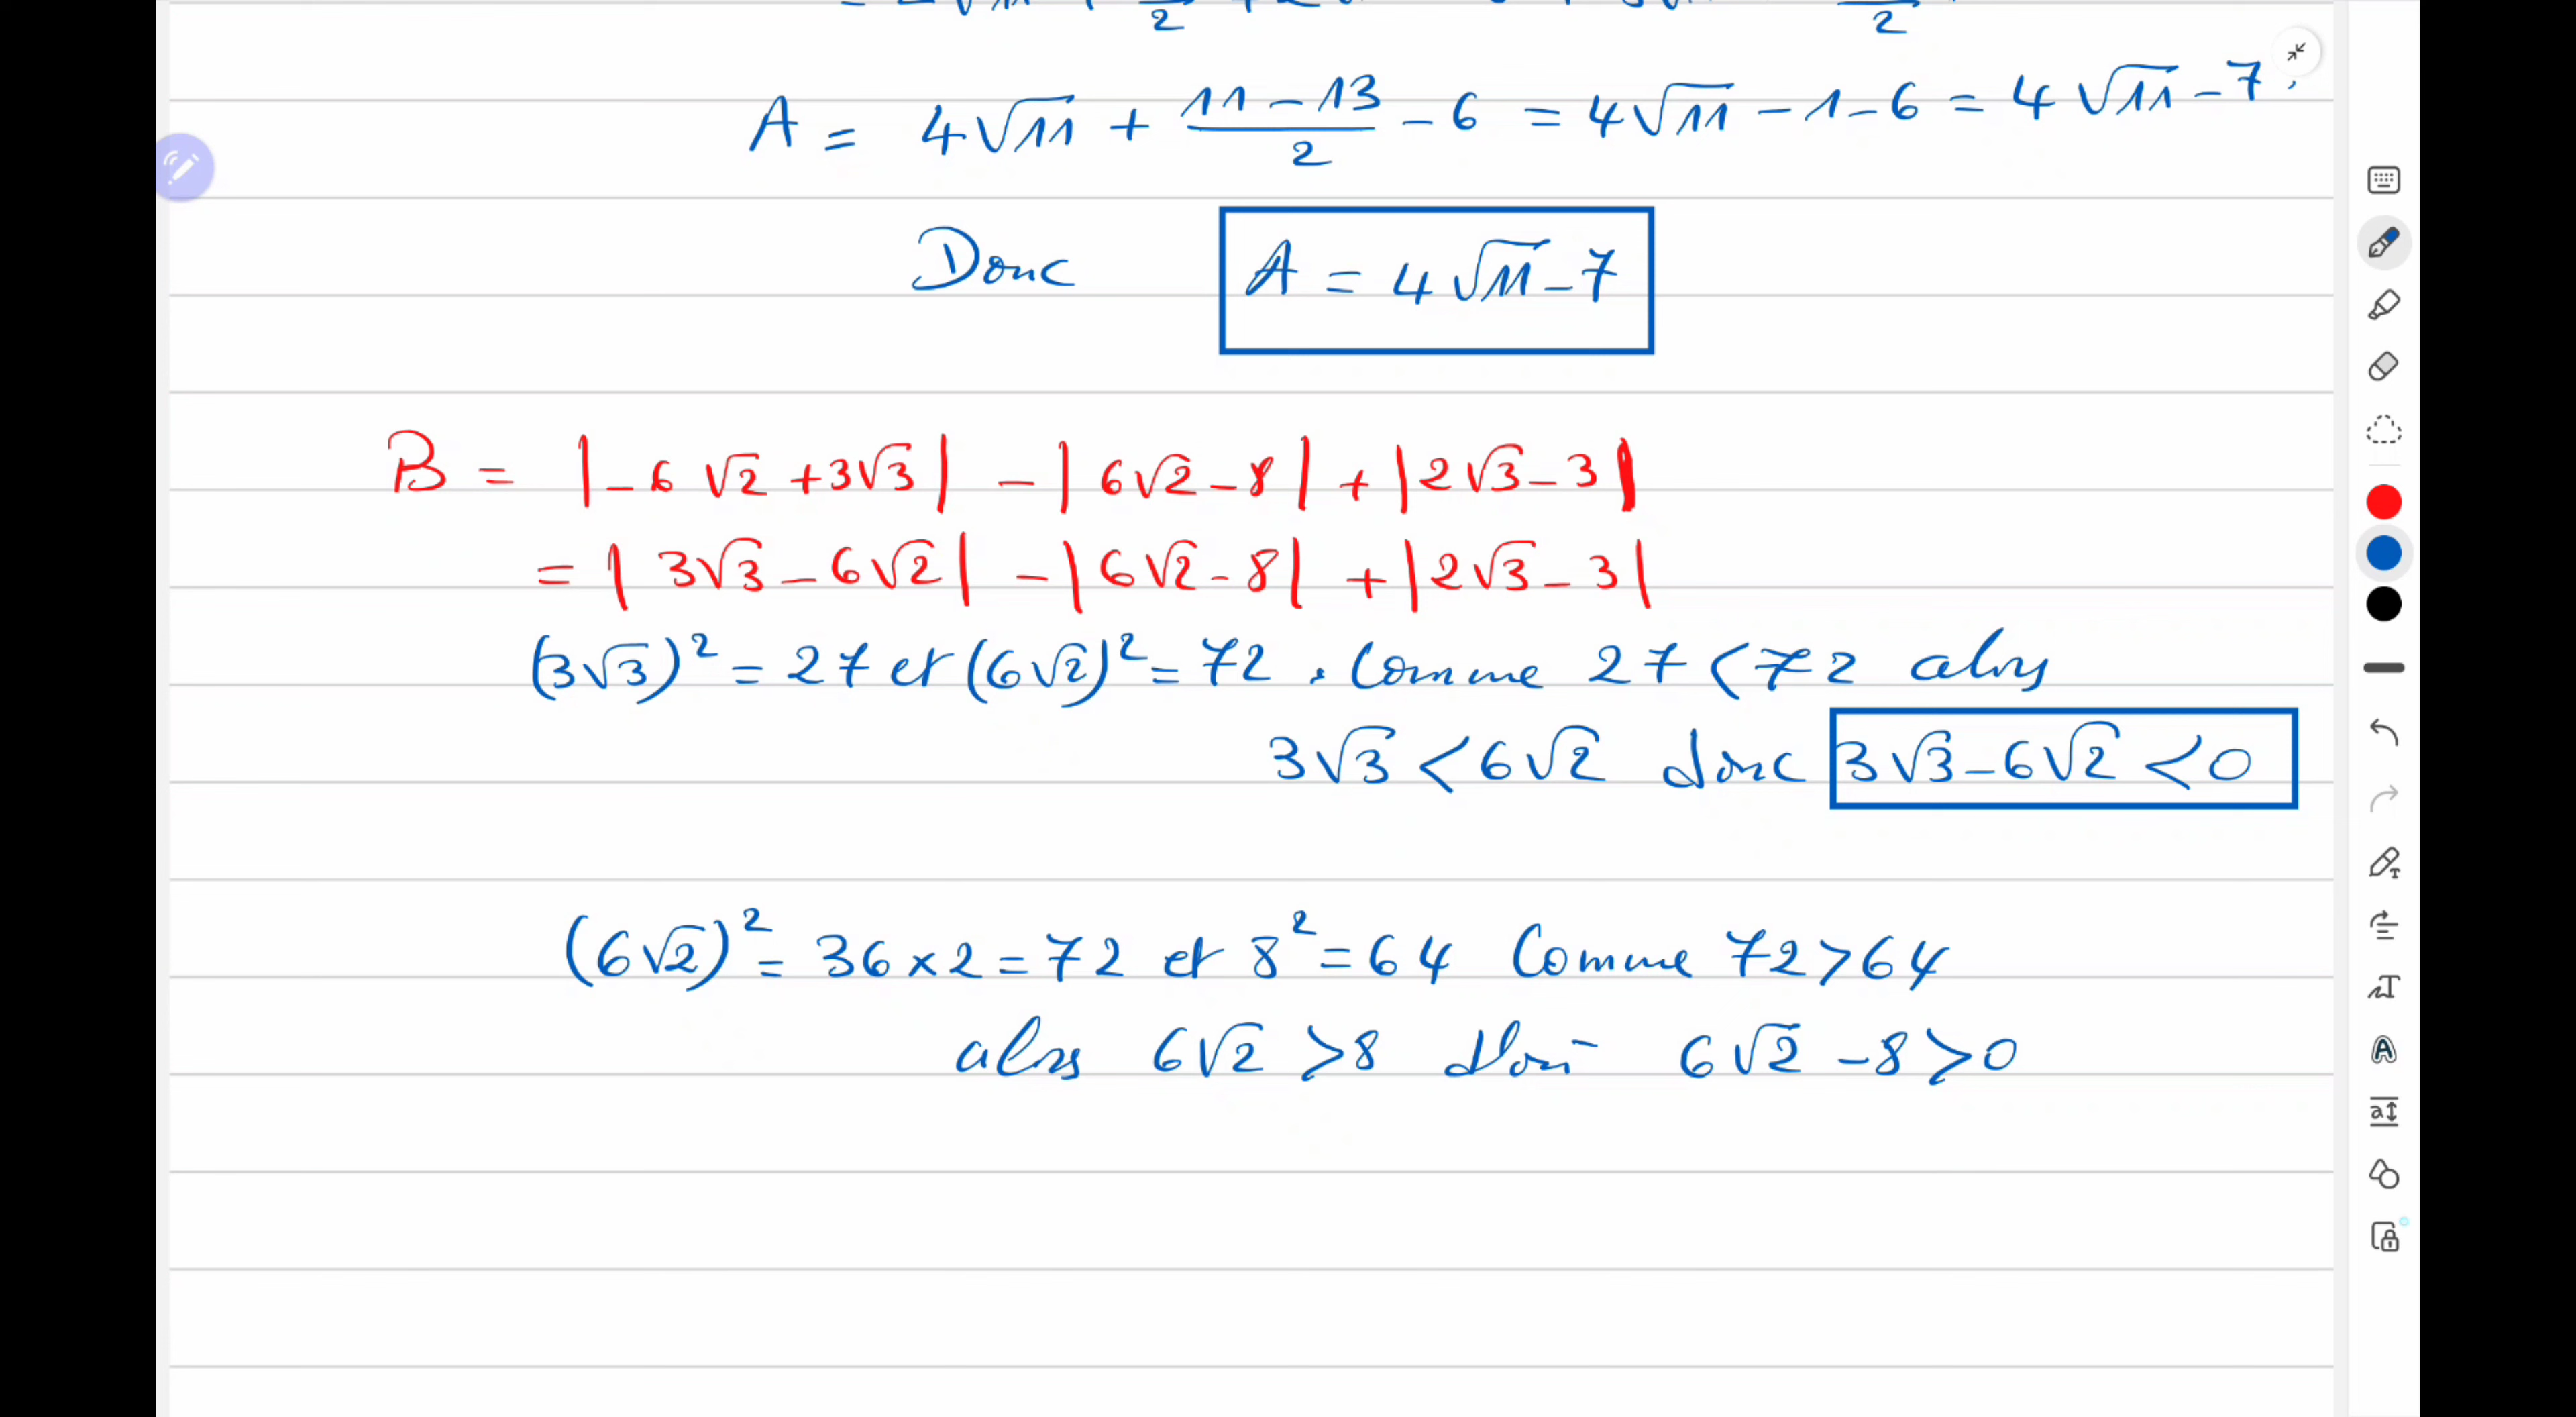 A = 4√11 + (11 - 13)/2 - 6 = 4√11 - 1 - 6 = 4√11 - 7.
Donc A = 4√11 - 7
B = |-6√2 + 3√3| - |6√2 - 8| + |2√3 - 3|
= |3√3 - 6√2| - |6√2 - 8| + |2√3 - 3|
(3√3)² = 27 et (6√2)² = 72. Comme 27 < 72 alors
3√3 < 6√2 donc 3√3 - 6√2 < 0
(6√2)² = 36 × 2 = 72 et 8² = 64 Comme 72 > 64
alors 6√2 > 8 6√2 - 8 > 0